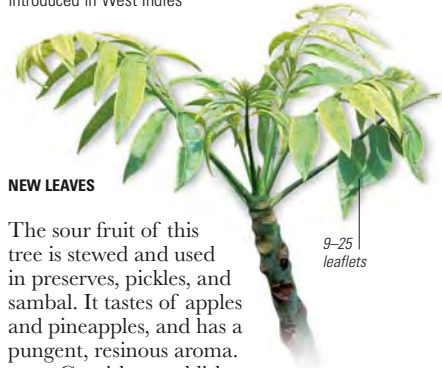 introduced in West Indies
NEW LEAVES
The sour fruit of this
tree is stewed and used
in preserves, pickles, and
sambal. It tastes of apples
and pineapples, and has a
pungent, resinous aroma.
9–25
leaflets